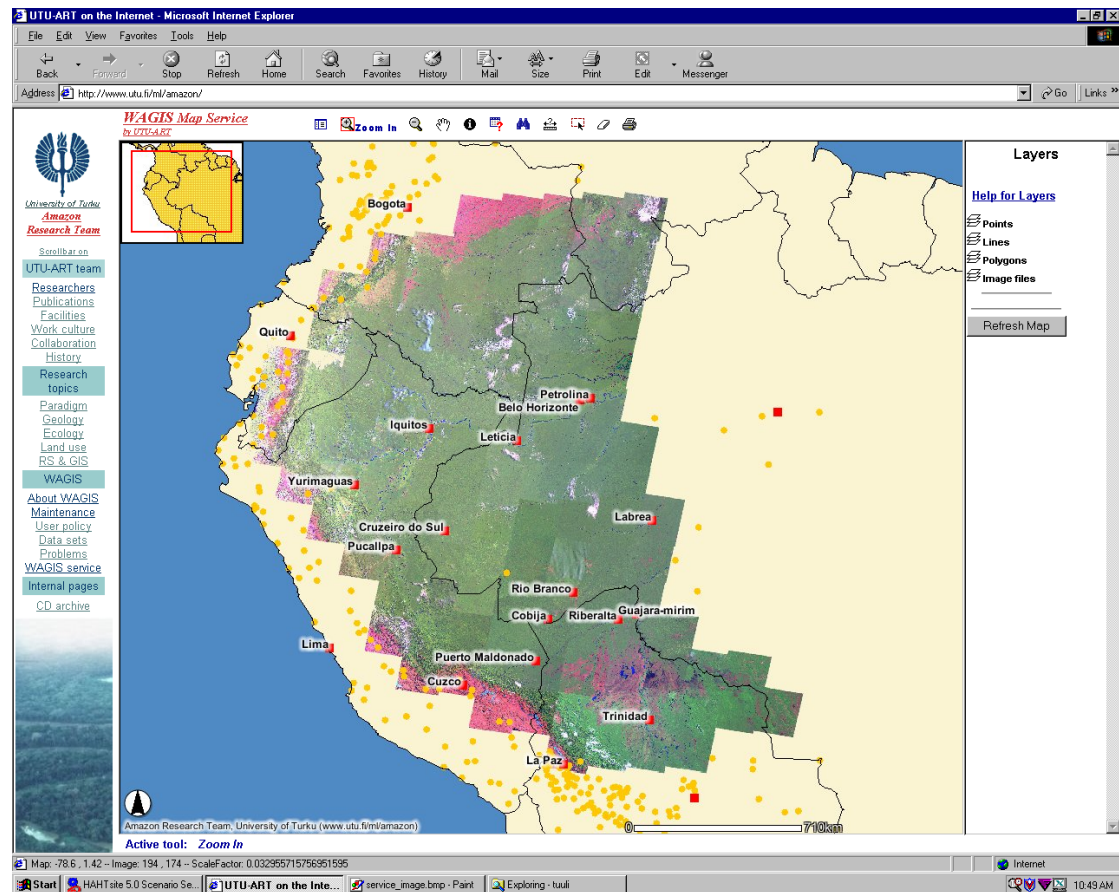 UTU-ART on the Internet - Microsoft Internet Explorer
File Edit View Favorites Tools Help
Back Forward Stop Refresh Home Search Favorites History Mail Size Print Edit Messenger
Address http://www.utu.fi/ml/amazon/ Go Links »
University of Turku
Amazon
Research Team
Scrollbar on
UTU-ART team
Researchers
Publications
Facilities
Work culture
Collaboration
History
Research
topics
Paradigm
Geology
Ecology
Land use
RS & GIS
WAGIS
About WAGIS
Maintenance
User policy
Data sets
Problems
WAGIS service
Internal pages
CD archive
WAGIS Map Service
by UTU-ART
Zoom In
Bogota
Quito
Petrolina
Belo Horizonte
Iquitos
Leticia
Yurimaguas
Labrea
Cruzeiro do Sul
Pucallpa
Rio Branco
Cobija
Riberalta
Guajara-mirim
Lima
Puerto Maldonado
Cuzco
Trinidad
La Paz
Amazon Research Team, University of Turku (www.utu.fi/ml/amazon)
0 710km
Active tool: Zoom In
Layers
Help for Layers
Points
Lines
Polygons
Image files
Refresh Map
Map: -78.6 , 1.42 -- Image: 194 , 174 -- ScaleFactor: 0.032955715756951595
Internet
Start HAHTsite 5.0 Scenario Se... UTU-ART on the Inte... service_image.bmp - Paint Exploring - tuuli 10:49 AM